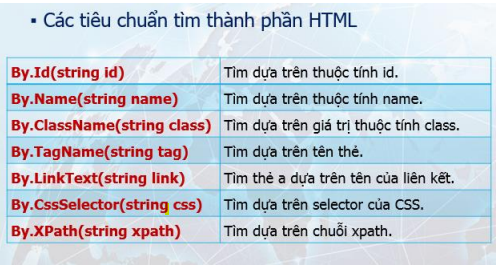 ▪ Các tiêu chuẩn tìm thành phần HTML
By.Id(string id) Tìm dựa trên thuộc tính id.
By.Name(string name) Tìm dựa trên thuộc tính name.
By.ClassName(string class) Tìm dựa trên giá trị thuộc tính class.
By.TagName(string tag) Tìm dựa trên tên thẻ.
By.LinkText(string link) Tìm thẻ a dựa trên tên của liên kết.
By.CssSelector(string css) Tìm dựa trên selector của CSS.
By.XPath(string xpath) Tìm dựa trên chuỗi xpath.